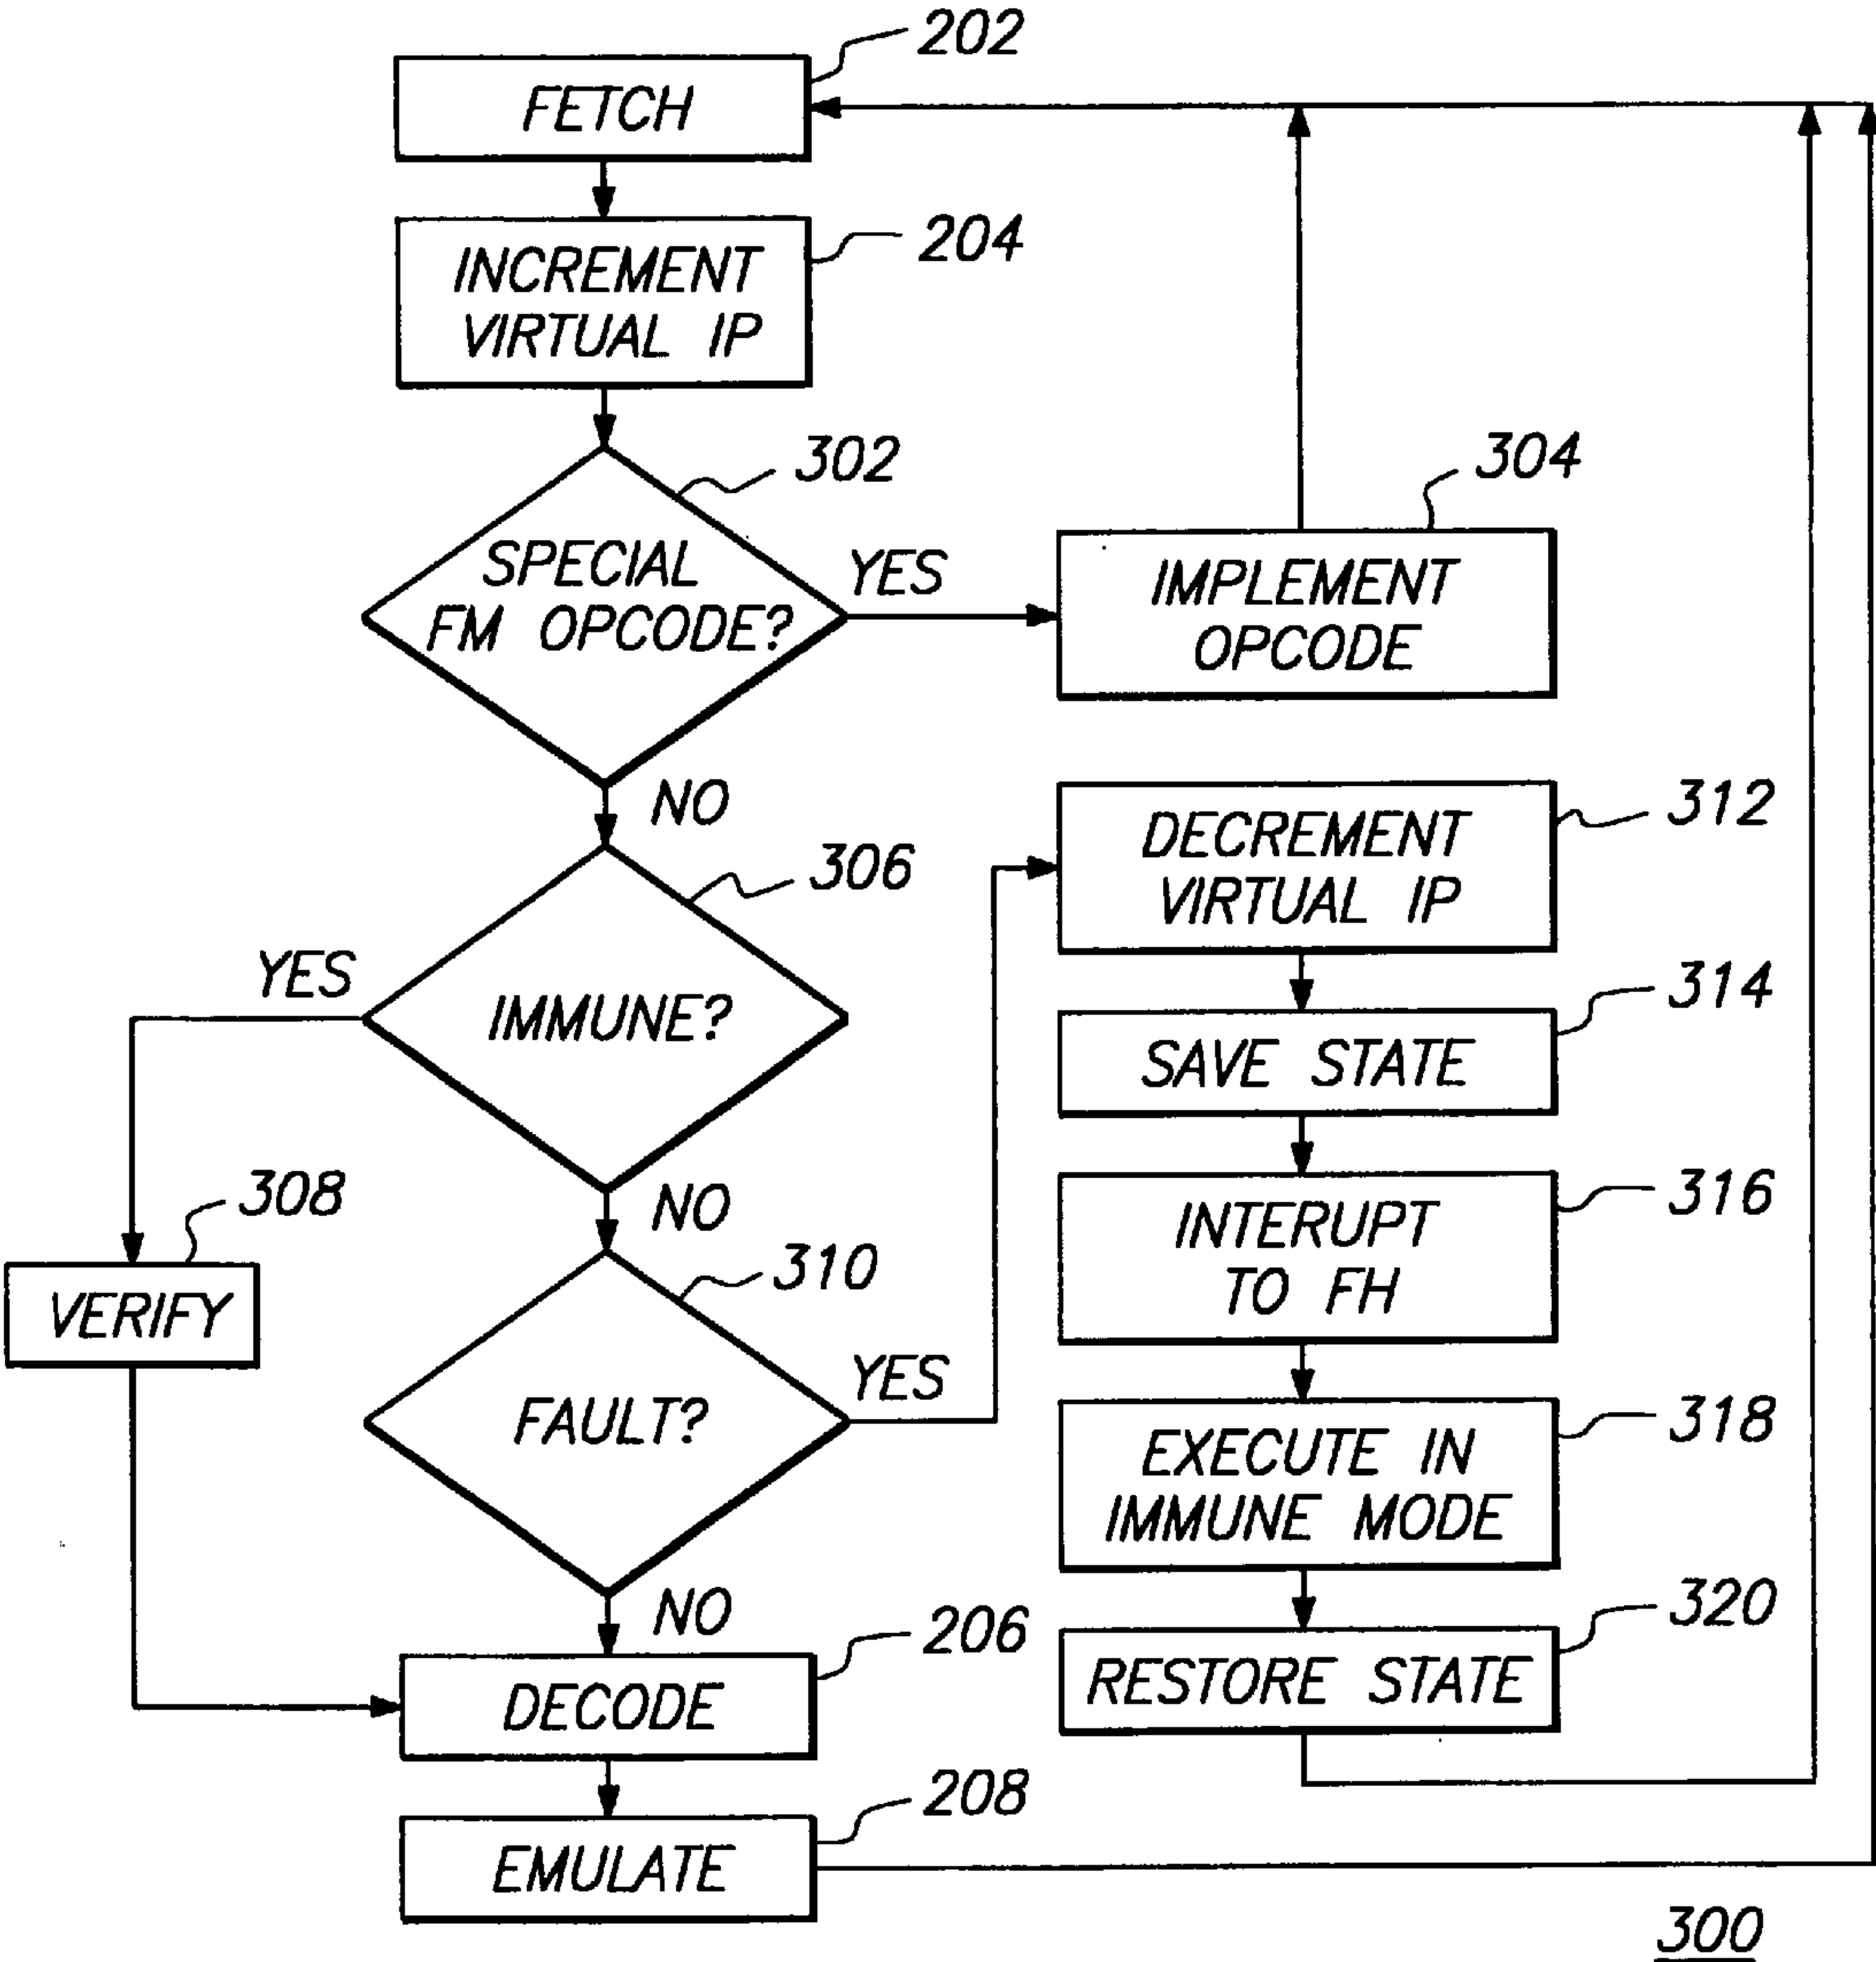 202
FETCH
204
INCREMENT
VIRTUAL IP
302
SPECIAL
FM OPCODE?
YES
304
IMPLEMENT
OPCODE
NO
306
IMMUNE?
YES
308
VERIFY
NO
310
FAULT?
YES
312
DECREMENT
VIRTUAL IP
314
SAVE STATE
316
INTERUPT
TO FH
318
EXECUTE IN
IMMUNE MODE
320
RESTORE STATE
NO
206
DECODE
208
EMULATE
300